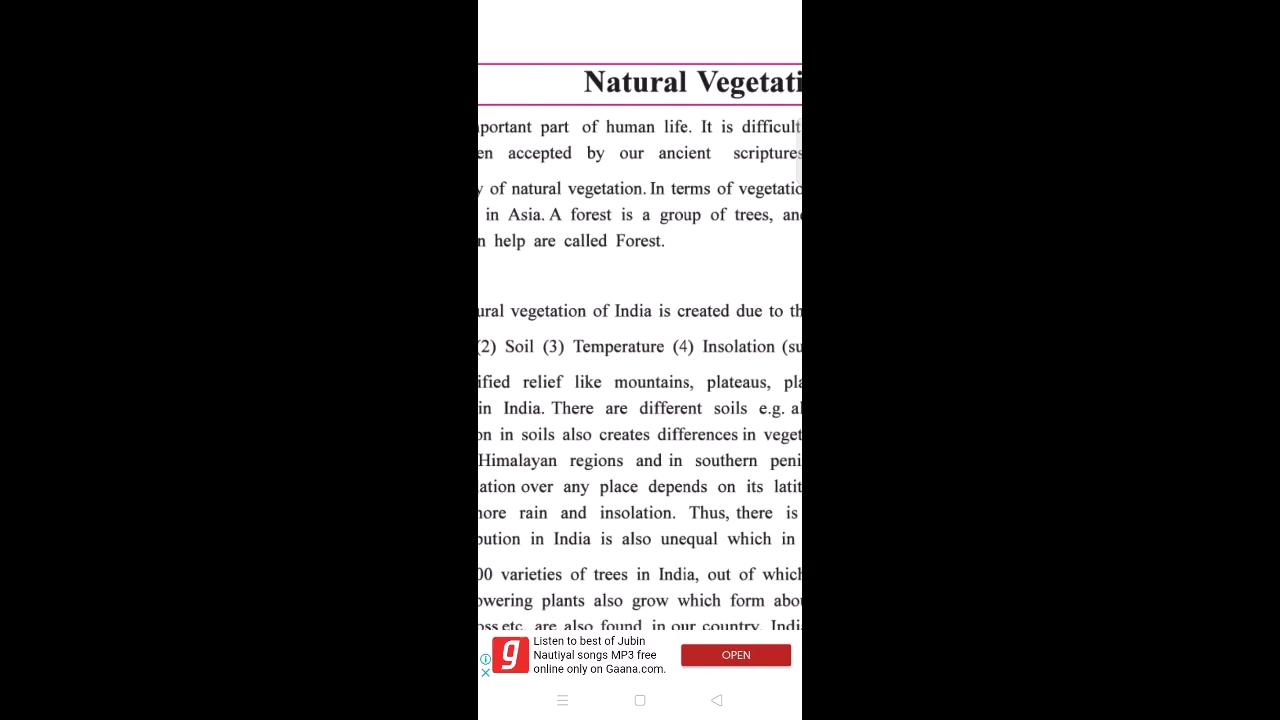 Natural Vegetati
portant part of human life. It is difficult
en accepted by our ancient scriptures
y of natural vegetation. In terms of vegetatio
in Asia. A forest is a group of trees, an
n help are called Forest.
ural vegetation of India is created due to th
(2) Soil (3) Temperature (4) Insolation (su
ified relief like mountains, plateaus, pla
in India. There are different soils e.g. al
on in soils also creates differences in veget
Himalayan regions and in southern peni
ation over any place depends on its latit
nore rain and insolation. Thus, there is
bution in India is also unequal which in
00 varieties of trees in India, out of which
owering plants also grow which form abou
oss etc. are also found in our country. Indi
g
Listen to best of Jubin
Nautiyal songs MP3 free
online only on Gaana.com.
OPEN